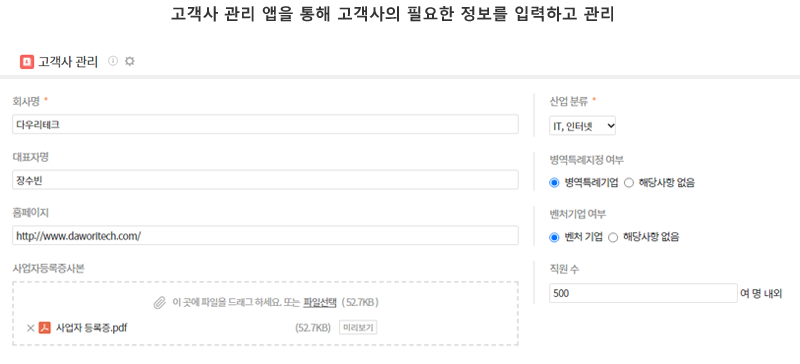 고객사 관리 앱을 통해 고객사의 필요한 정보를 입력하고 관리
고객사 관리
회사명 *
다우리테크
대표자명
장수빈
홈페이지
http://www.daworitech.com/
사업자등록증사본
이 곳에 파일을 드래그 하세요. 또는 파일선택 (52.7KB)
사업자 등록증.pdf (52.7KB) 미리보기
산업 분류 *
IT, 인터넷
병역특례지정 여부
병역특례기업 해당사항 없음
벤처기업 여부
벤처 기업 해당사항 없음
직원 수
500 여 명 내외